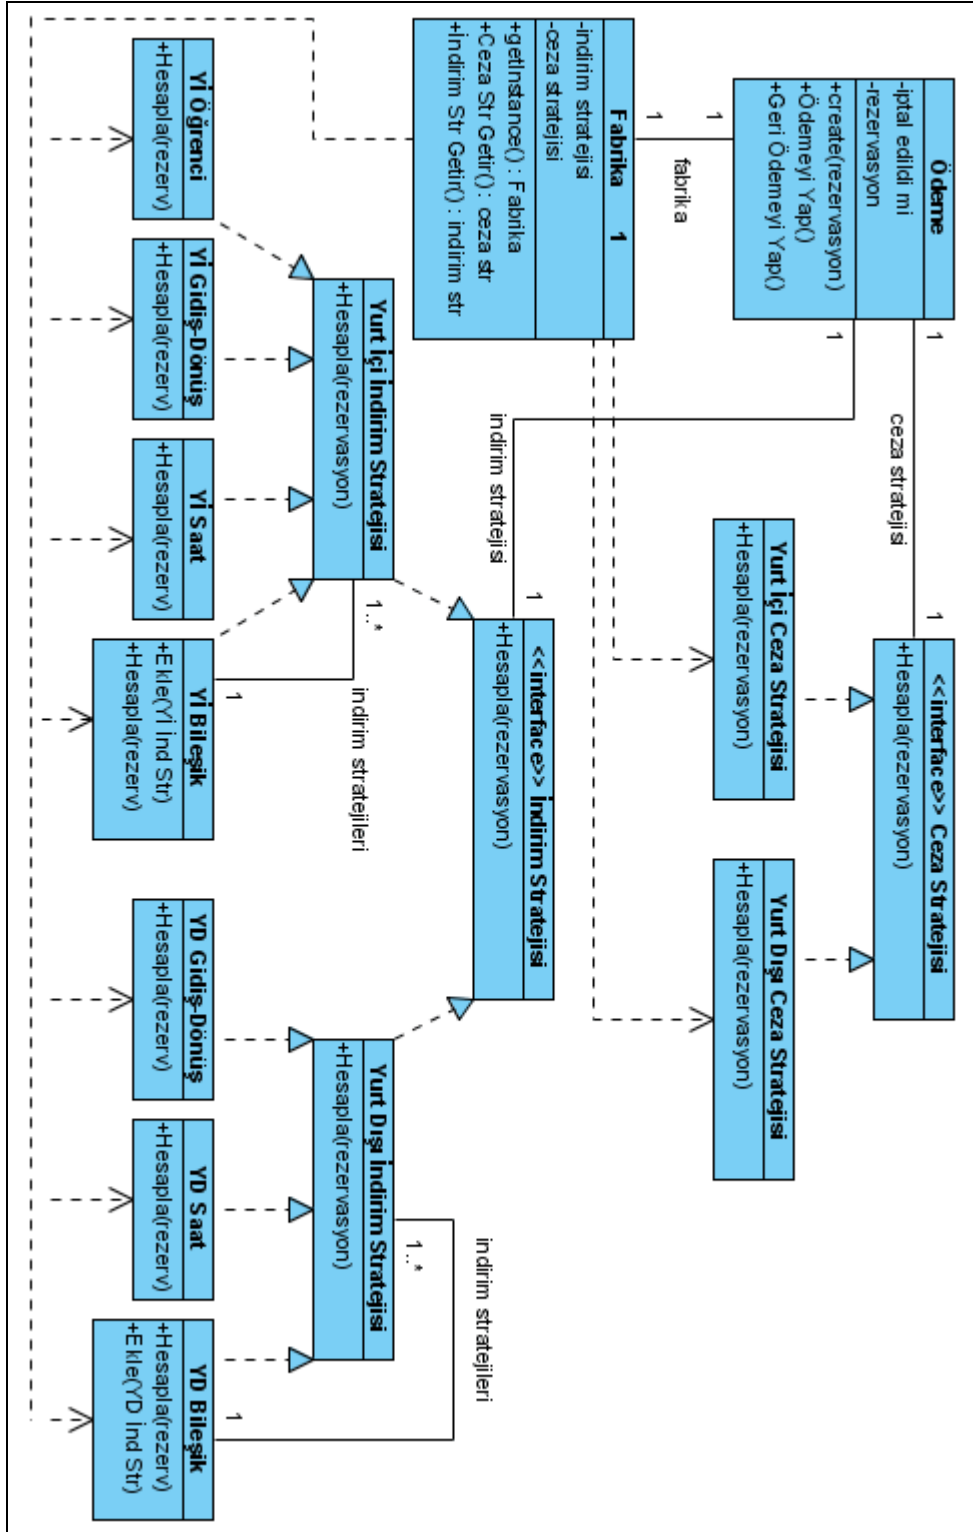 Ödeme
-iptal edildi mi
-rezervasyon
+create(rezervasyon)
+Ödemeyi Yap()
+Geri Ödemeyi Yap()
1
1
ceza stratejisi
1
<<interface>> Ceza Stratejisi
+Hesapla(rezervasyon)
1
1
fabrika
Yurt İçi Ceza Stratejisi
+Hesapla(rezervasyon)
Yurt Dışı Ceza Stratejisi
+Hesapla(rezervasyon)
Fabrika 1
-indirim stratejisi
-ceza stratejisi
+getInstance() : Fabrika
+Ceza Str Getir() : ceza str
+İndirim Str Getir() : indirim str
indirim stratejisi
1
<<interface>> İndirim Stratejisi
+Hesapla(rezervasyon)
Yurt İçi İndirim Stratejisi
+Hesapla(rezervasyon)
1..*
indirim stratejileri
1
Yurt Dışı İndirim Stratejisi
+Hesapla(rezervasyon)
1..*
indirim stratejileri
1
Yİ Öğrenci
+Hesapla(rezerv)
Yİ Gidiş-Dönüş
+Hesapla(rezerv)
Yİ Saat
+Hesapla(rezerv)
Yİ Bileşik
+Ekle(Yİ İnd Str)
+Hesapla(rezerv)
YD Gidiş-Dönüş
+Hesapla(rezerv)
YD Saat
+Hesapla(rezerv)
YD Bileşik
+Hesapla(rezerv)
+Ekle(YD İnd Str)